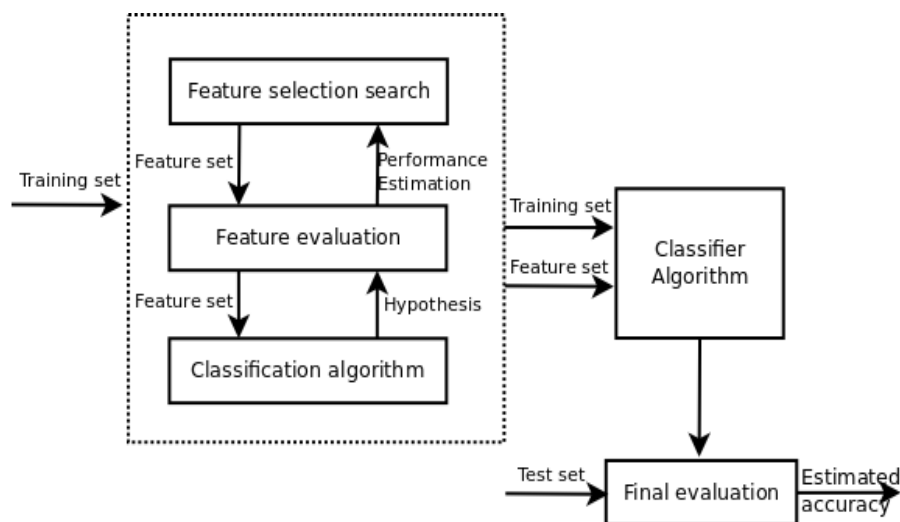 Feature selection search
Feature set
Performance
Estimation
Training set
Feature evaluation
Feature set
Hypothesis
Classification algorithm
Training set
Feature set
Classifier
Algorithm
Test set
Final evaluation
Estimated
accuracy